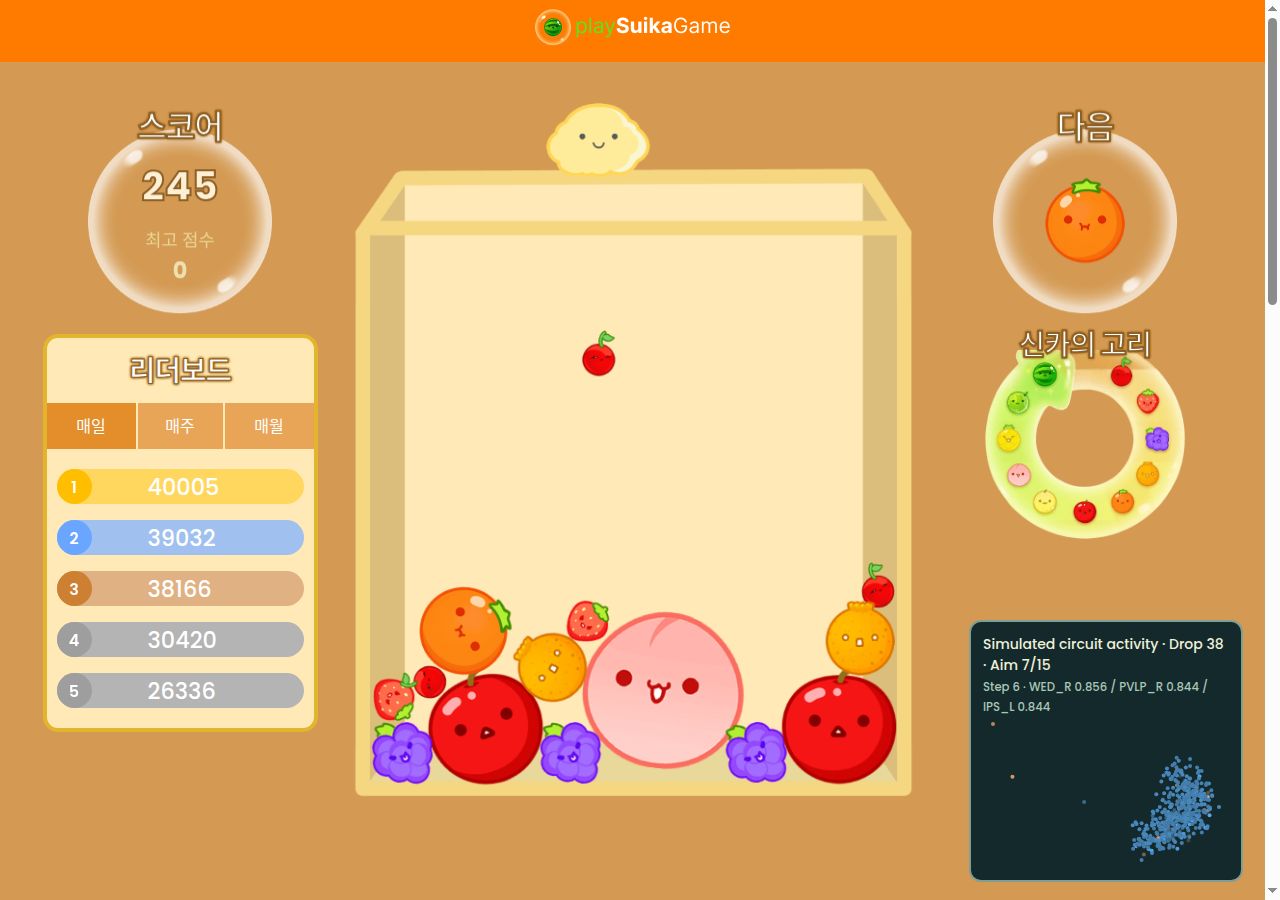 playSuikaGame
스코어
245
최고 점수
0
다음
신카의 고리
리더보드
매일 매주 매월
1 40005
2 39032
3 38166
4 30420
5 26336
Simulated circuit activity · Drop 38
· Aim 7/15
Step 6 · WED_R 0.856 / PVLP_R 0.844 /
IPS_L 0.844